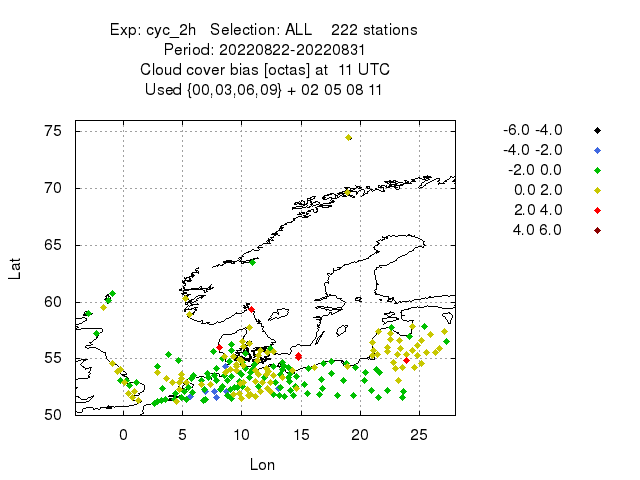 Exp: cyc_2h   Selection: ALL    222 stations
Period: 20220822-20220831
Cloud cover bias [octas] at  11 UTC
Used {00,03,06,09} + 02 05 08 11
-6.0 -4.0
-4.0 -2.0
-2.0 0.0
0.0 2.0
2.0 4.0
4.0 6.0
Lat
75
70
65
60
55
50
0 5 10 15 20 25
Lon